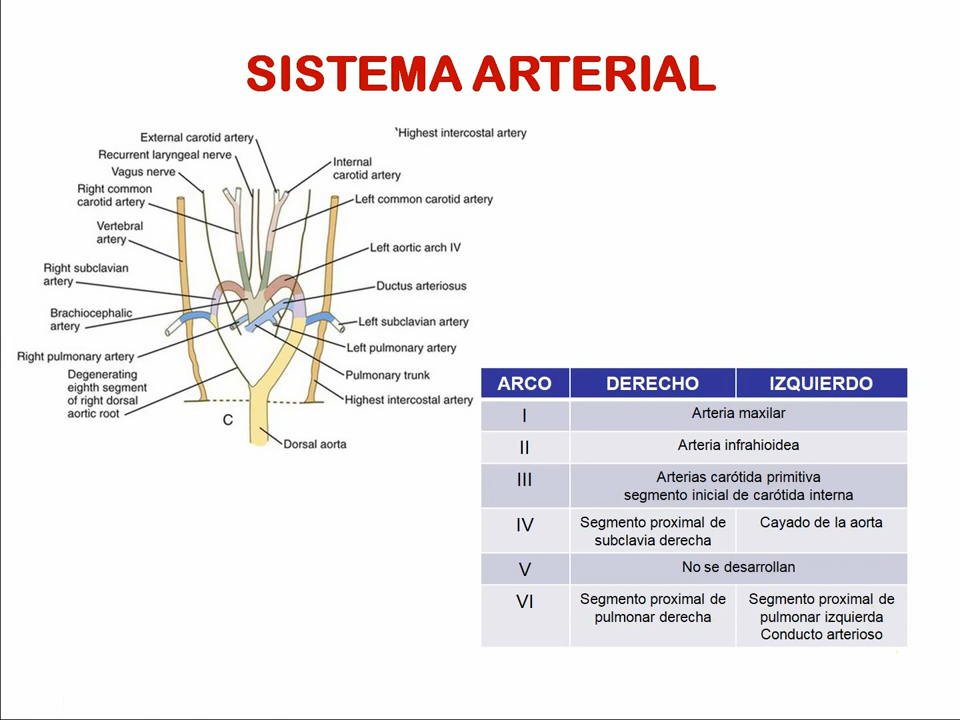 SISTEMA ARTERIAL
External carotid artery
‵Highest intercostal artery
Recurrent laryngeal nerve
Vagus nerve
Internal
carotid artery
Right common
carotid artery
Left common carotid artery
Vertebral
artery
Left aortic arch IV
Right subclavian
artery
Ductus arteriosus
Brachiocephalic
artery
Left subclavian artery
Right pulmonary artery
Left pulmonary artery
Degenerating
eighth segment
of right dorsal
aortic root
Pulmonary trunk
Highest intercostal artery
C
Dorsal aorta
ARCO DERECHO IZQUIERDO
I Arteria maxilar
II Arteria infrahioidea
III Arterias carótida primitiva
segmento inicial de carótida interna
IV Segmento proximal de Cayado de la aorta
subclavia derecha
V No se desarrollan
VI Segmento proximal de Segmento proximal de
pulmonar derecha pulmonar izquierda
Conducto arterioso